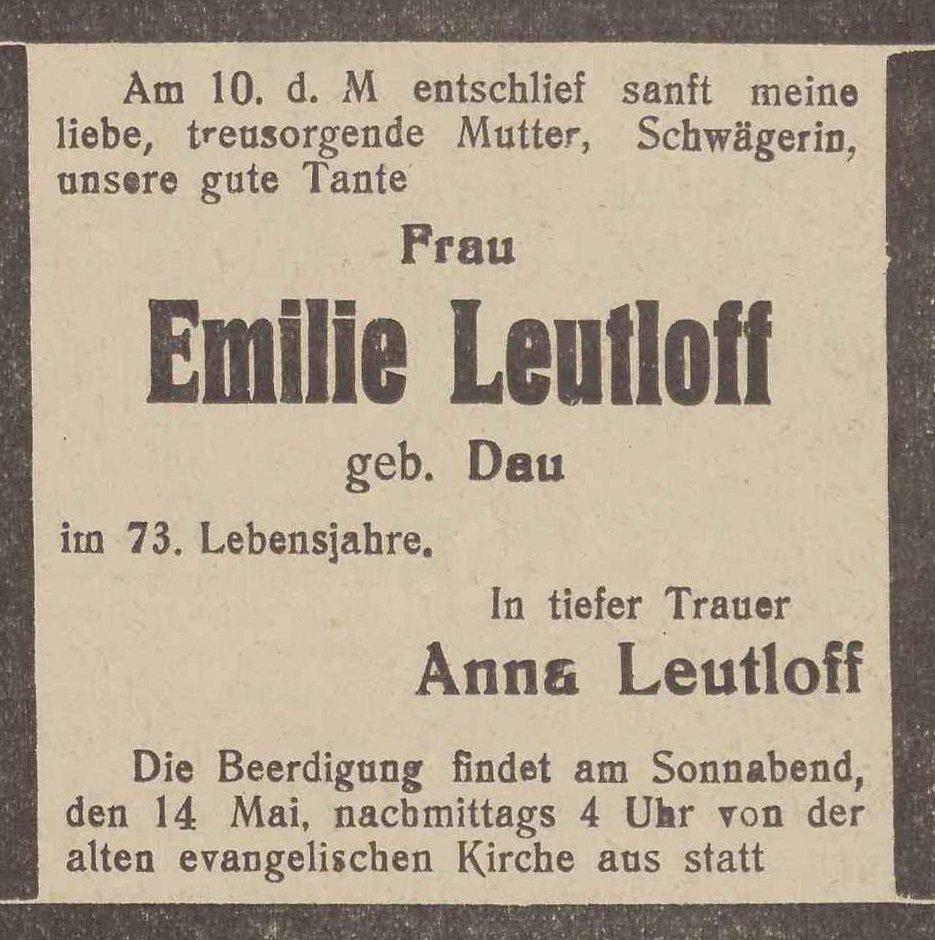 Am 10. d. M entschlief sanft meine
liebe, treusorgende Mutter, Schwägerin,
unsere gute Tante
Frau
Emilie Leutloff
geb. Dau
im 73. Lebensjahre.
In tiefer Trauer
Anna Leutloff
Die Beerdigung findet am Sonnabend,
den 14 Mai, nachmittags 4 Uhr von der
alten evangelischen Kirche aus statt